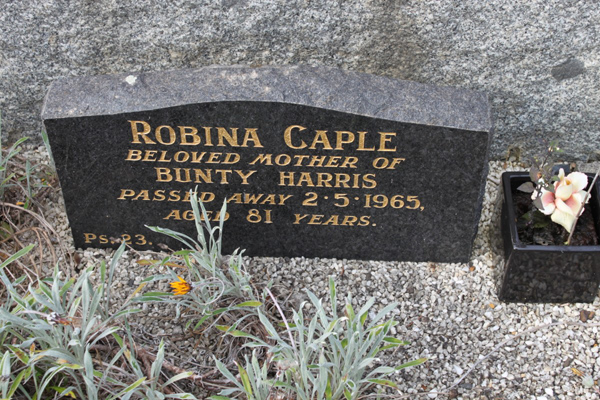 ROBINA CAPLE
BELOVED MOTHER OF
BUNTY HARRIS
PASSED AWAY 2·5·1965,
AGED 81 YEARS.
PS. 23.